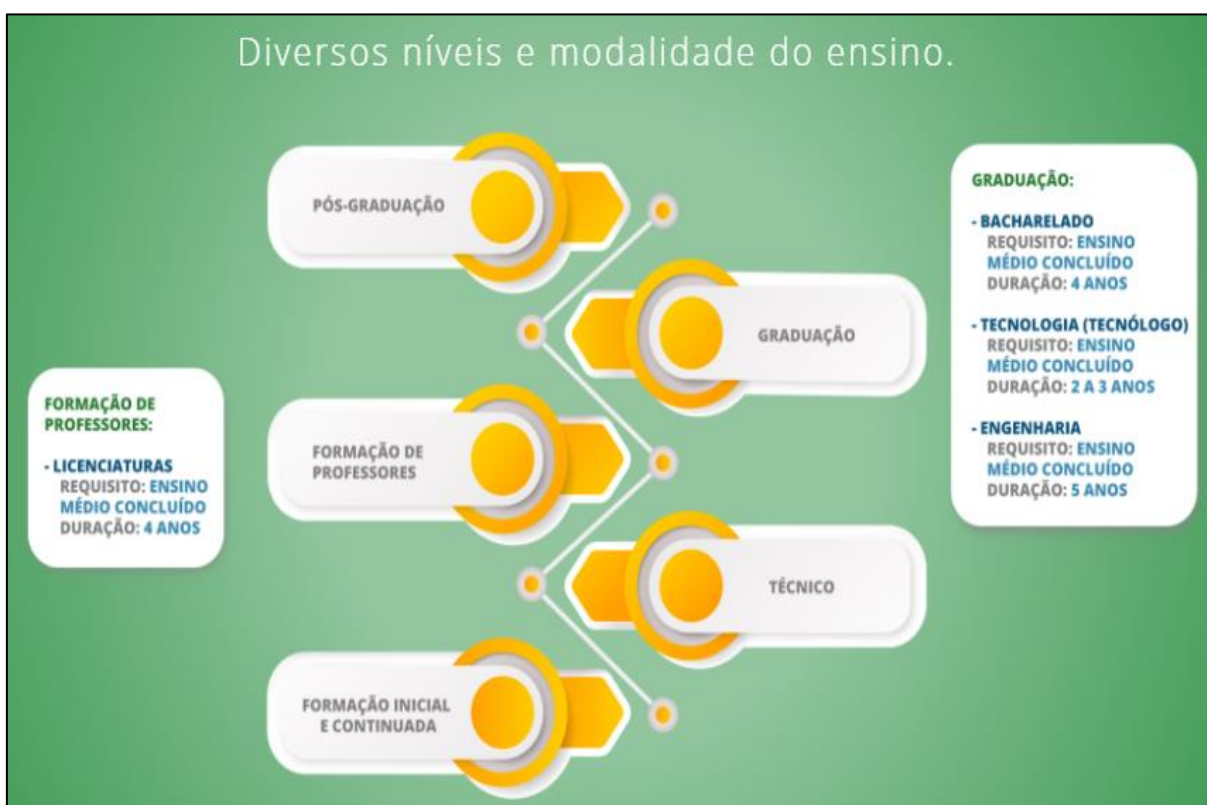 Diversos níveis e modalidade do ensino.
PÓS-GRADUAÇÃO
GRADUAÇÃO
FORMAÇÃO DE
PROFESSORES
TÉCNICO
FORMAÇÃO INICIAL
E CONTINUADA
GRADUAÇÃO:
- BACHARELADO
REQUISITO: ENSINO
MÉDIO CONCLUÍDO
DURAÇÃO: 4 ANOS
- TECNOLOGIA (TECNÓLOGO)
REQUISITO: ENSINO
MÉDIO CONCLUÍDO
DURAÇÃO: 2 A 3 ANOS
- ENGENHARIA
REQUISITO: ENSINO
MÉDIO CONCLUÍDO
DURAÇÃO: 5 ANOS
FORMAÇÃO DE
PROFESSORES:
- LICENCIATURAS
REQUISITO: ENSINO
MÉDIO CONCLUÍDO
DURAÇÃO: 4 ANOS